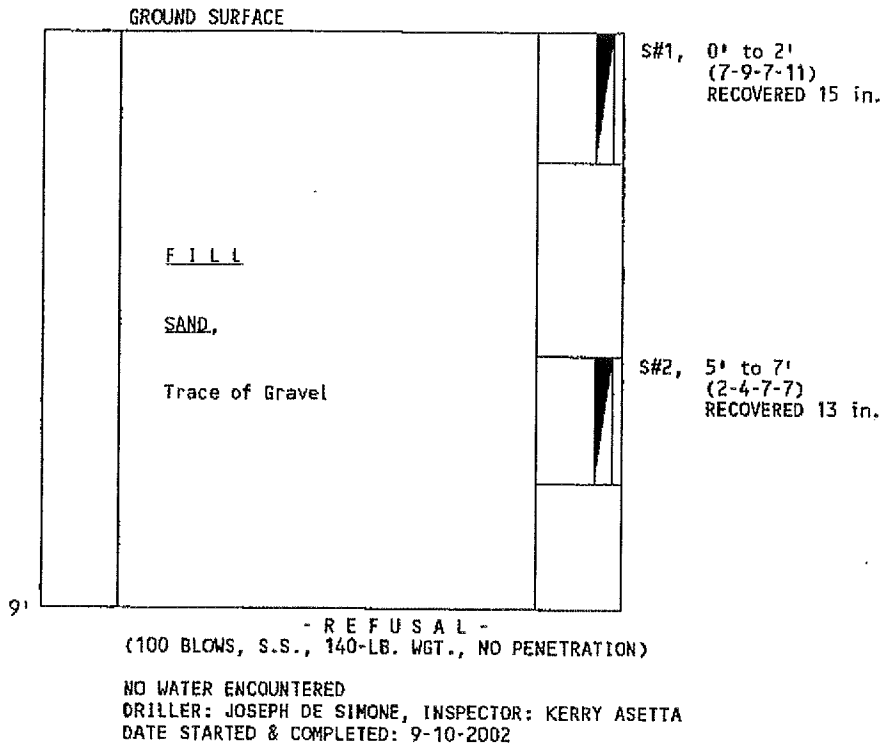 GROUND SURFACE
S#1, 0' to 2'
(7-9-7-11)
RECOVERED 15 in.
F I L L
SAND,
Trace of Gravel
S#2, 5' to 7'
(2-4-7-7)
RECOVERED 13 in.
9'
- R E F U S A L -
(100 BLOWS, S.S., 140-LB. WGT., NO PENETRATION)
NO WATER ENCOUNTERED
DRILLER: JOSEPH DE SIMONE, INSPECTOR: KERRY ASETTA
DATE STARTED & COMPLETED: 9-10-2002